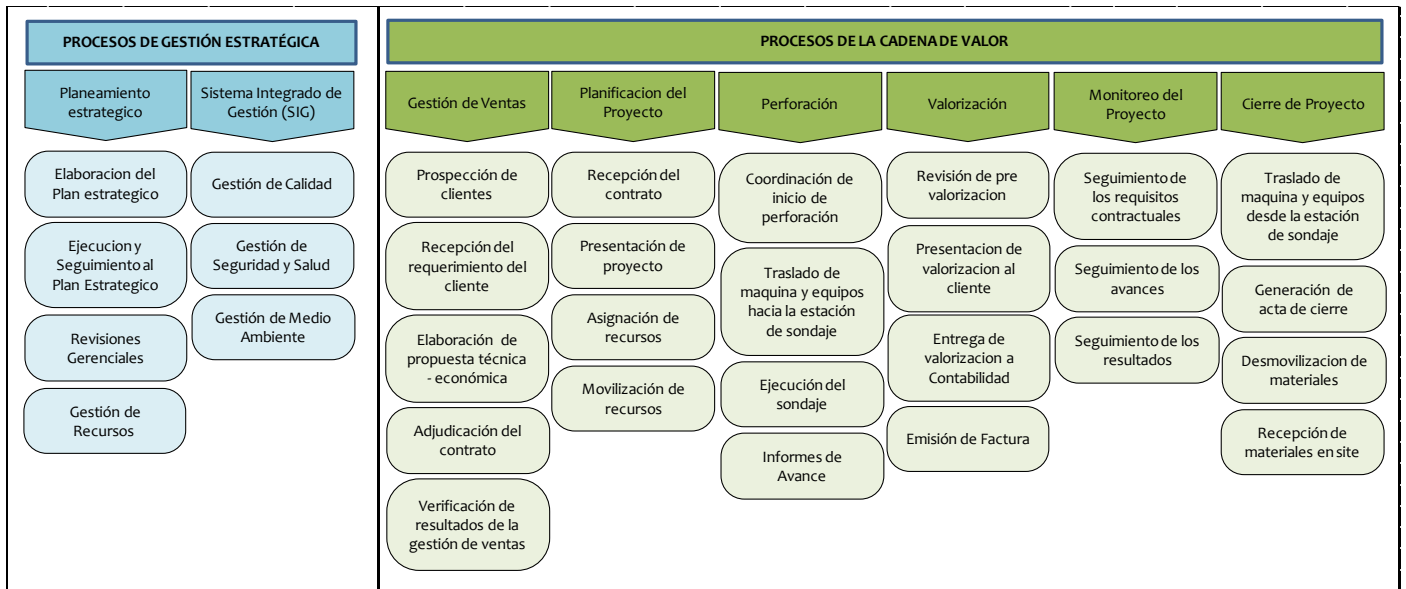 PROCESOS DE GESTIÓN ESTRATÉGICA
Planeamiento
estrategico
Elaboracion del
Plan estrategico
Ejecucion y
Seguimiento al
Plan Estrategico
Revisiones
Gerenciales
Gestión de
Recursos
Sistema Integrado de
Gestión (SIG)
Gestión de Calidad
Gestión de
Seguridad y Salud
Gestión de Medio
Ambiente
PROCESOS DE LA CADENA DE VALOR
Gestión de Ventas
Prospección de
clientes
Recepción del
requerimiento del
cliente
Elaboración de
propuesta técnica
- económica
Adjudicación del
contrato
Verificación de
resultados de la
gestión de ventas
Planificacion del
Proyecto
Recepción del
contrato
Presentación de
proyecto
Asignación de
recursos
Movilización de
recursos
Perforación
Coordinación de
inicio de
perforación
Traslado de
maquina y equipos
hacia la estación
de sondaje
Ejecución del
sondaje
Informes de
Avance
Valorización
Revisión de pre
valorizacion
Presentacion de
valorizacion al
cliente
Entrega de
valorizacion a
Contabilidad
Emisión de Factura
Monitoreo del
Proyecto
Seguimiento de
los requisitos
contractuales
Seguimiento de los
avances
Seguimiento de los
resultados
Cierre de Proyecto
Traslado de
maquina y equipos
desde la estación
de sondaje
Generación de
acta de cierre
Desmovilizacion de
materiales
Recepción de
materiales en site